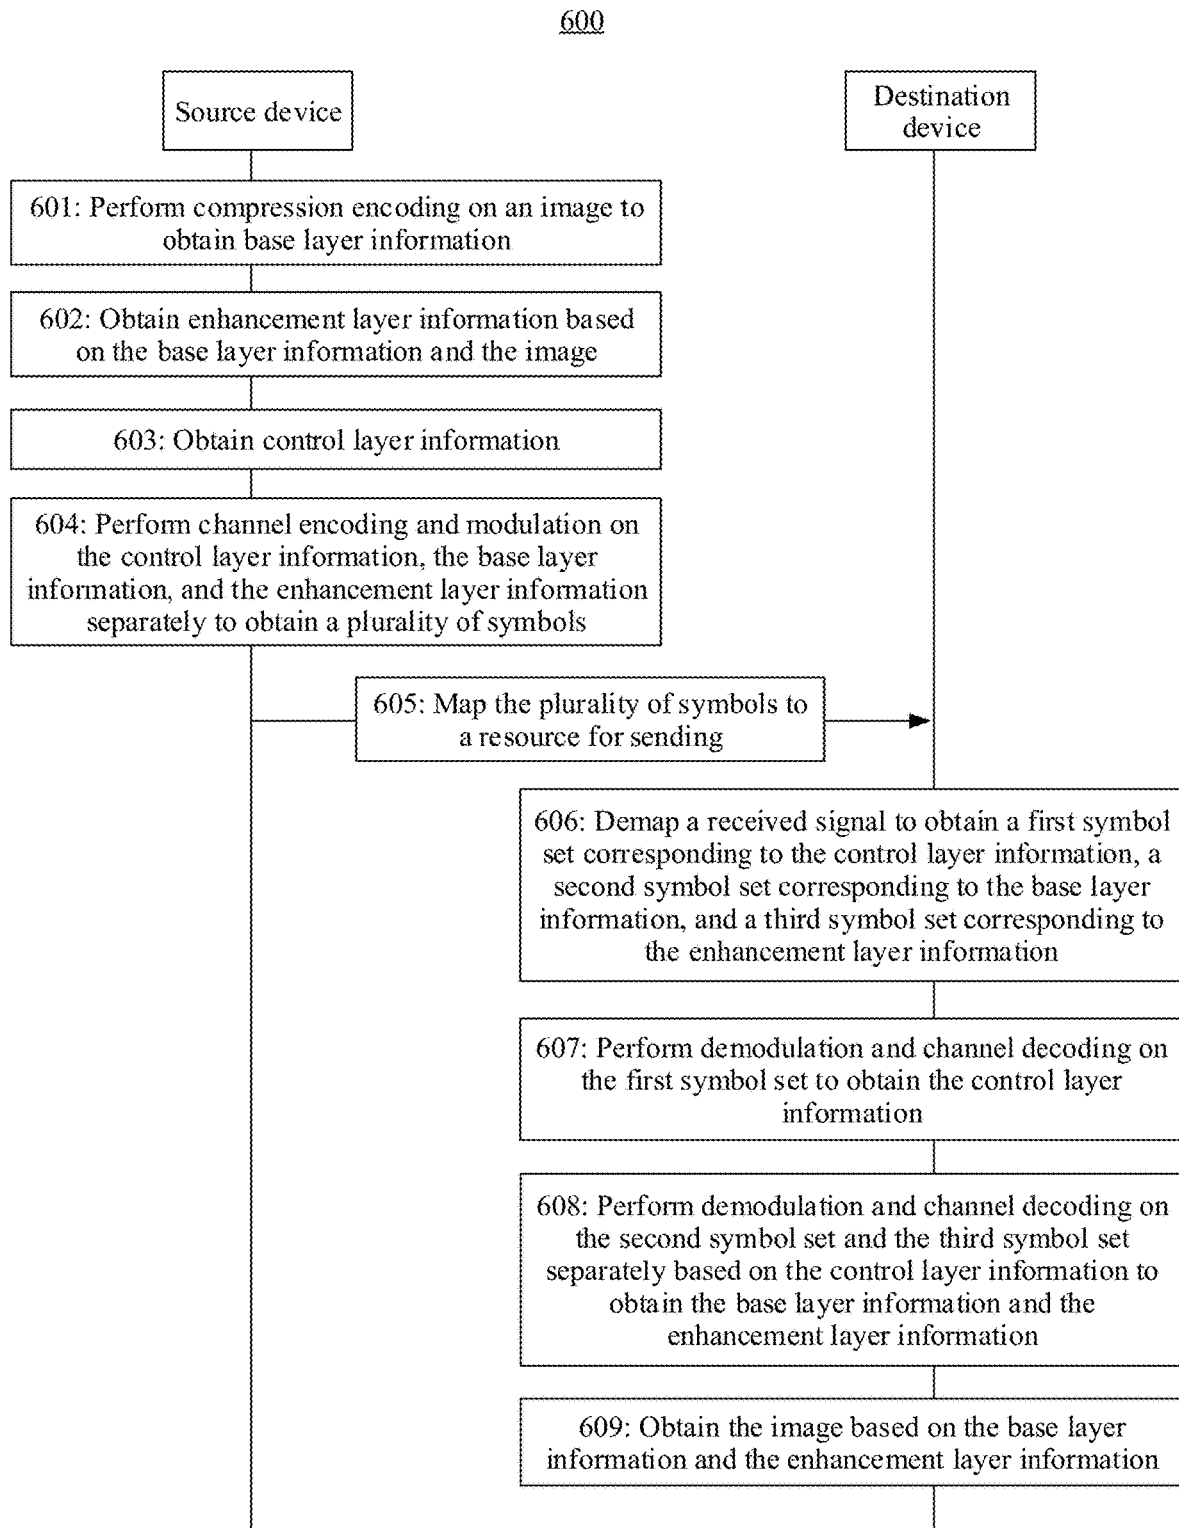 600
Source device
Destination
device
601: Perform compression encoding on an image to
obtain base layer information
602: Obtain enhancement layer information based
on the base layer information and the image
603: Obtain control layer information
604: Perform channel encoding and modulation on
the control layer information, the base layer
information, and the enhancement layer information
separately to obtain a plurality of symbols
605: Map the plurality of symbols to
a resource for sending
606: Demap a received signal to obtain a first symbol
set corresponding to the control layer information, a
second symbol set corresponding to the base layer
information, and a third symbol set corresponding to
the enhancement layer information
607: Perform demodulation and channel decoding on
the first symbol set to obtain the control layer
information
608: Perform demodulation and channel decoding on
the second symbol set and the third symbol set
separately based on the control layer information to
obtain the base layer information and the
enhancement layer information
609: Obtain the image based on the base layer
information and the enhancement layer information